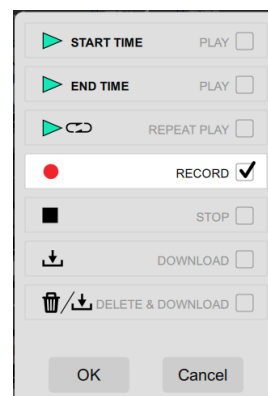 START TIME PLAY
END TIME PLAY
REPEAT PLAY
RECORD
STOP
DOWNLOAD
DELETE & DOWNLOAD
OK Cancel